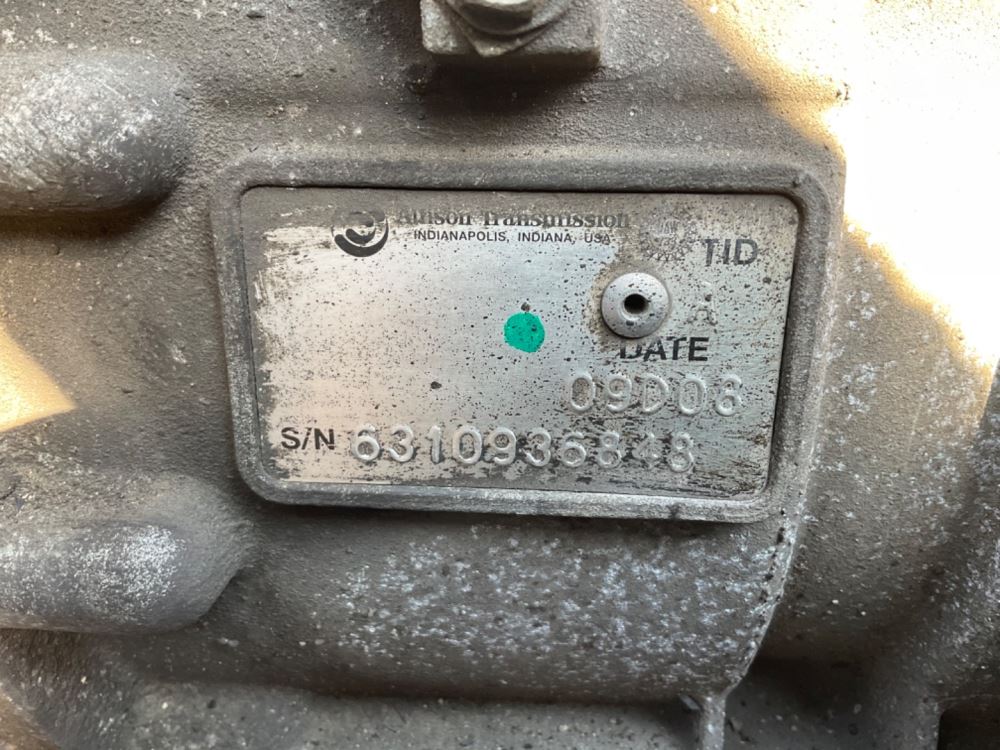 Allison Transmission
INDIANAPOLIS, INDIANA, USA
TID
A
DATE
09D08
S/N 6310936848